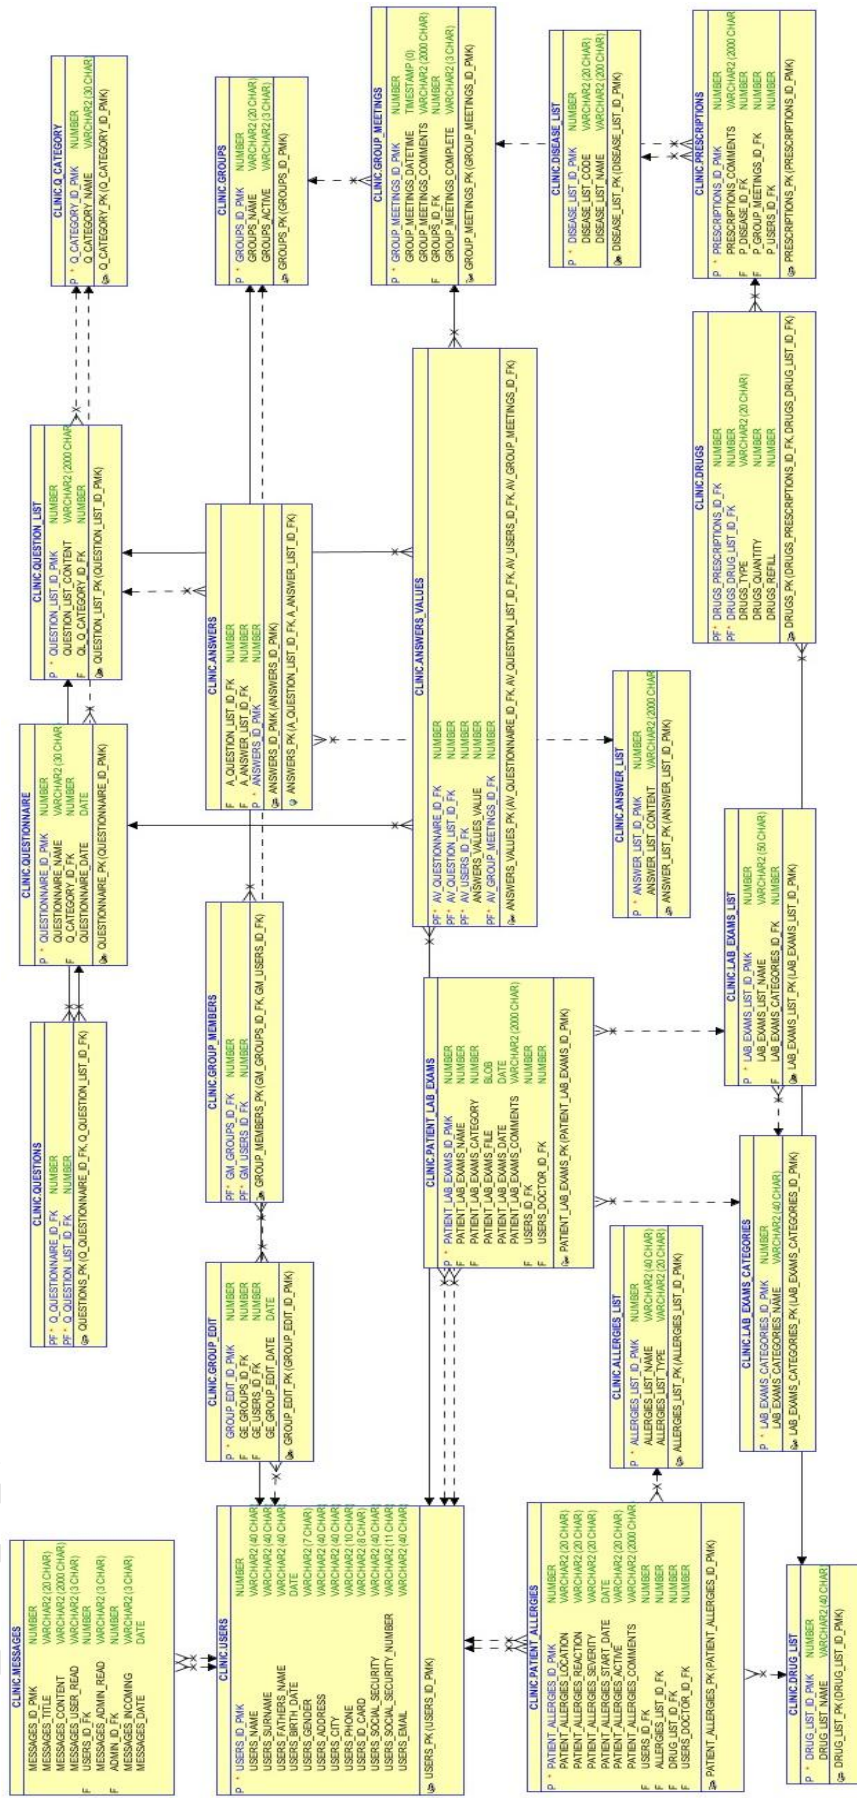 CLINIC.MESSAGES
MESSAGES_ID_PMK NUMBER
MESSAGES_TITLE VARCHAR2 (20 CHAR)
MESSAGES_CONTENT VARCHAR2 (2000 CHAR)
MESSAGES_USER_READ VARCHAR2 (3 CHAR)
F USERS_ID_FK NUMBER
MESSAGES_ADMIN_READ VARCHAR2 (3 CHAR)
F ADMIN_ID_FK NUMBER
MESSAGES_INCOMING VARCHAR2 (3 CHAR)
MESSAGES_DATE DATE
CLINIC.USERS
P * USERS_ID_PMK NUMBER
USERS_NAME VARCHAR2 (40 CHAR)
USERS_SURNAME VARCHAR2 (40 CHAR)
USERS_FATHERS_NAME VARCHAR2 (40 CHAR)
USERS_BIRTH_DATE DATE
USERS_GENDER VARCHAR2 (7 CHAR)
USERS_ADDRESS VARCHAR2 (40 CHAR)
USERS_CITY VARCHAR2 (40 CHAR)
USERS_PHONE VARCHAR2 (10 CHAR)
USERS_ID_CARD VARCHAR2 (8 CHAR)
USERS_SOCIAL_SECURITY VARCHAR2 (40 CHAR)
USERS_SOCIAL_SECURITY_NUMBER VARCHAR2 (11 CHAR)
USERS_EMAIL VARCHAR2 (40 CHAR)
USERS_PK (USERS_ID_PMK)
CLINIC.PATIENT_ALLERGIES
P * PATIENT_ALLERGIES_ID_PMK NUMBER
PATIENT_ALLERGIES_LOCATION VARCHAR2 (20 CHAR)
PATIENT_ALLERGIES_REACTION VARCHAR2 (20 CHAR)
PATIENT_ALLERGIES_SEVERITY VARCHAR2 (20 CHAR)
PATIENT_ALLERGIES_START_DATE DATE
PATIENT_ALLERGIES_ACTIVE VARCHAR2 (20 CHAR)
PATIENT_ALLERGIES_COMMENTS VARCHAR2 (2000 CHAR)
F USERS_ID_FK NUMBER
F ALLERGIES_LIST_ID_FK NUMBER
F DRUG_LIST_ID_FK NUMBER
F USERS_DOCTOR_ID_FK NUMBER
PATIENT_ALLERGIES_PK (PATIENT_ALLERGIES_ID_PMK)
CLINIC.DRUG_LIST
P * DRUG_LIST_ID_PMK NUMBER
DRUG_LIST_NAME VARCHAR2 (40 CHAR)
DRUG_LIST_PK (DRUG_LIST_ID_PMK)
CLINIC.GROUP_EDIT
P * GROUP_EDIT_ID_PMK NUMBER
F GE_GROUPS_ID_FK NUMBER
F GE_USERS_ID_FK NUMBER
GE_GROUP_EDIT_DATE DATE
GROUP_EDIT_PK (GROUP_EDIT_ID_PMK)
CLINIC.ALLERGIES_LIST
P * ALLERGIES_LIST_ID_PMK NUMBER
ALLERGIES_LIST_NAME VARCHAR2 (40 CHAR)
ALLERGIES_LIST_TYPE VARCHAR2 (20 CHAR)
ALLERGIES_LIST_PK (ALLERGIES_LIST_ID_PMK)
CLINIC.LAB_EXAMS_CATEGORIES
P * LAB_EXAMS_CATEGORIES_ID_PMK NUMBER
LAB_EXAMS_CATEGORIES_NAME VARCHAR2 (40 CHAR)
LAB_EXAMS_CATEGORIES_PK (LAB_EXAMS_CATEGORIES_ID_PMK)
CLINIC.QUESTIONS
PF * Q_QUESTIONNAIRE_ID_FK NUMBER
PF * Q_QUESTION_LIST_ID_FK NUMBER
QUESTIONS_PK (Q_QUESTIONNAIRE_ID_FK, Q_QUESTION_LIST_ID_FK)
CLINIC.GROUP_MEMBERS
PF * GM_GROUPS_ID_FK NUMBER
PF * GM_USERS_ID_FK NUMBER
GROUP_MEMBERS_PK (GM_GROUPS_ID_FK, GM_USERS_ID_FK)
CLINIC.PATIENT_LAB_EXAMS
P * PATIENT_LAB_EXAMS_ID_PMK NUMBER
F PATIENT_LAB_EXAMS_NAME NUMBER
F PATIENT_LAB_EXAMS_CATEGORY NUMBER
PATIENT_LAB_EXAMS_FILE BLOB
PATIENT_LAB_EXAMS_DATE DATE
PATIENT_LAB_EXAMS_COMMENTS VARCHAR2 (2000 CHAR)
F USERS_ID_FK NUMBER
F USERS_DOCTOR_ID_FK NUMBER
PATIENT_LAB_EXAMS_PK (PATIENT_LAB_EXAMS_ID_PMK)
CLINIC.LAB_EXAMS_LIST
P * LAB_EXAMS_LIST_ID_PMK NUMBER
LAB_EXAMS_LIST_NAME VARCHAR2 (50 CHAR)
F LAB_EXAMS_CATEGORIES_ID_FK NUMBER
LAB_EXAMS_LIST_PK (LAB_EXAMS_LIST_ID_PMK)
CLINIC.QUESTIONNAIRE
P * QUESTIONNAIRE_ID_PMK NUMBER
QUESTIONNAIRE_NAME VARCHAR2 (30 CHAR)
F Q_CATEGORY_ID_FK NUMBER
QUESTIONNAIRE_DATE DATE
QUESTIONNAIRE_PK (QUESTIONNAIRE_ID_PMK)
CLINIC.ANSWERS
F A_QUESTION_LIST_ID_FK NUMBER
F A_ANSWER_LIST_ID_FK NUMBER
P * ANSWERS_ID_PMK NUMBER
ANSWERS_ID_PMK (ANSWERS_ID_PMK)
ANSWERS_PK (A_QUESTION_LIST_ID_FK, A_ANSWER_LIST_ID_FK)
CLINIC.ANSWERS_VALUES
PF * AV_QUESTIONNAIRE_ID_FK NUMBER
PF * AV_QUESTION_LIST_ID_FK NUMBER
PF * AV_USERS_ID_FK NUMBER
ANSWERS_VALUES_VALUE NUMBER
PF * AV_GROUP_MEETINGS_ID_FK NUMBER
ANSWERS_VALUES_PK (AV_QUESTIONNAIRE_ID_FK, AV_QUESTION_LIST_ID_FK, AV_USERS_ID_FK, AV_GROUP_MEETINGS_ID_FK)
CLINIC.ANSWER_LIST
P * ANSWER_LIST_ID_PMK NUMBER
ANSWER_LIST_CONTENT VARCHAR2 (2000 CHAR)
ANSWER_LIST_PK (ANSWER_LIST_ID_PMK)
CLINIC.DRUGS
PF * DRUGS_PRESCRIPTIONS_ID_FK NUMBER
PF * DRUGS_DRUG_LIST_ID_FK NUMBER
DRUGS_TYPE VARCHAR2 (20 CHAR)
DRUGS_QUANTITY NUMBER
DRUGS_REFILL NUMBER
DRUGS_PK (DRUGS_PRESCRIPTIONS_ID_FK, DRUGS_DRUG_LIST_ID_FK)
CLINIC.QUESTION_LIST
P * QUESTION_LIST_ID_PMK NUMBER
QUESTION_LIST_CONTENT VARCHAR2 (2000 CHAR)
F QL_Q_CATEGORY_ID_FK NUMBER
QUESTION_LIST_PK (QUESTION_LIST_ID_PMK)
CLINIC.Q_CATEGORY
P * Q_CATEGORY_ID_PMK NUMBER
Q_CATEGORY_NAME VARCHAR2 (30 CHAR)
Q_CATEGORY_PK (Q_CATEGORY_ID_PMK)
CLINIC.GROUPS
P * GROUPS_ID_PMK NUMBER
GROUPS_NAME VARCHAR2 (20 CHAR)
GROUPS_ACTIVE VARCHAR2 (3 CHAR)
GROUPS_PK (GROUPS_ID_PMK)
CLINIC.GROUP_MEETINGS
P * GROUP_MEETINGS_ID_PMK NUMBER
GROUP_MEETINGS_DATETIME TIMESTAMP (0)
GROUP_MEETINGS_COMMENTS VARCHAR2 (2000 CHAR)
F GROUPS_ID_FK NUMBER
GROUP_MEETINGS_COMPLETE VARCHAR2 (3 CHAR)
GROUP_MEETINGS_PK (GROUP_MEETINGS_ID_PMK)
CLINIC.DISEASE_LIST
P * DISEASE_LIST_ID_PMK NUMBER
DISEASE_LIST_CODE VARCHAR2 (20 CHAR)
DISEASE_LIST_NAME VARCHAR2 (200 CHAR)
DISEASE_LIST_PK (DISEASE_LIST_ID_PMK)
CLINIC.PRESCRIPTIONS
P * PRESCRIPTIONS_ID_PMK NUMBER
PRESCRIPTIONS_COMMENTS VARCHAR2 (2000 CHAR)
F P_DISEASE_ID_FK NUMBER
F P_GROUP_MEETINGS_ID_FK NUMBER
P_USERS_ID_FK NUMBER
PRESCRIPTIONS_PK (PRESCRIPTIONS_ID_PMK)